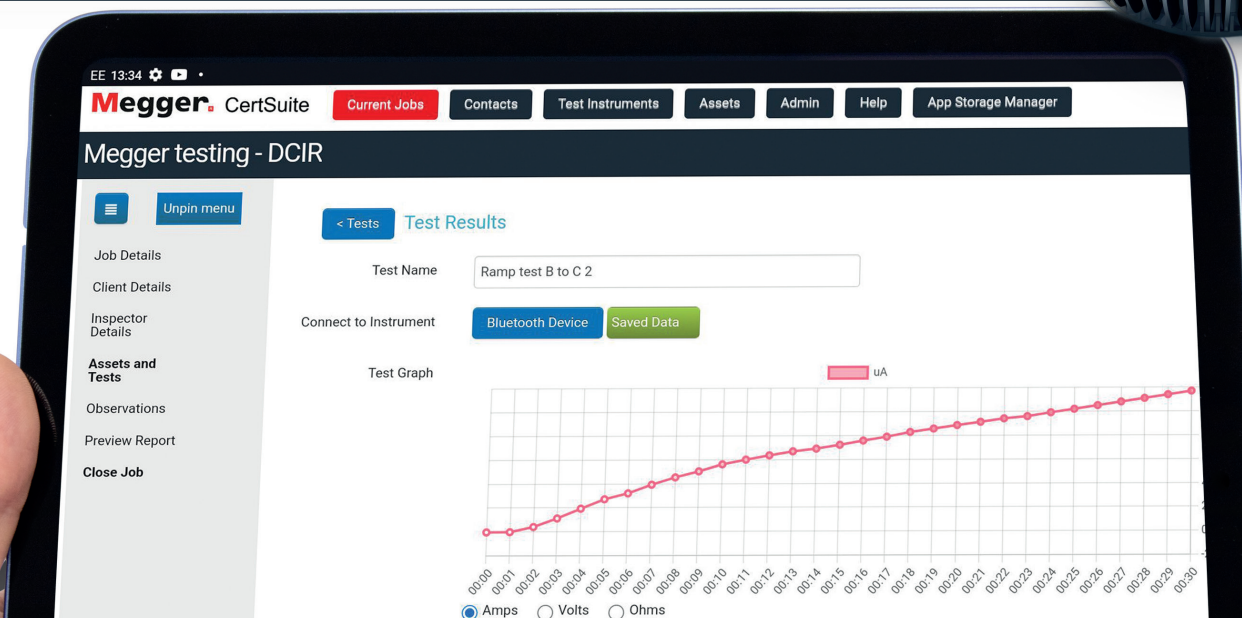 EE 13:34
Megger. CertSuite
Current Jobs
Contacts
Test Instruments
Assets
Admin
Help
App Storage Manager
Megger testing - DCIR
Unpin menu
Job Details
Client Details
Inspector
Details
Assets and
Tests
Observations
Preview Report
Close Job
< Tests
Test Results
Test Name
Ramp test B to C 2
Connect to Instrument
Bluetooth Device
Saved Data
Test Graph
uA
00:00 00:01 00:02 00:03 00:04 00:05 00:06 00:07 00:08 00:09 00:10 00:11 00:12 00:13 00:14 00:15 00:16 00:17 00:18 00:19 00:20 00:21 00:22 00:23 00:24 00:25 00:26 00:27 00:28 00:29 00:30
Amps
Volts
Ohms